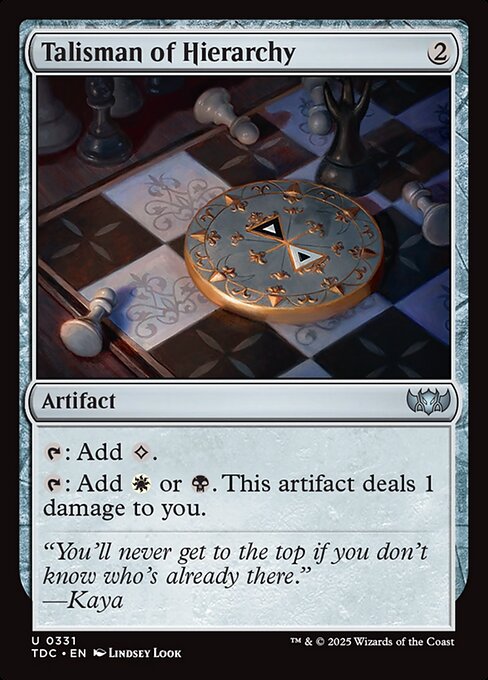 Talisman of Hierarchy 2
Artifact
: Add .
: Add or . This artifact deals 1
damage to you.
“You’ll never get to the top if you don’t
know who’s already there.”
—Kaya
U 0331
TDC • EN Lindsey Look
™ & © 2025 Wizards of the Coast